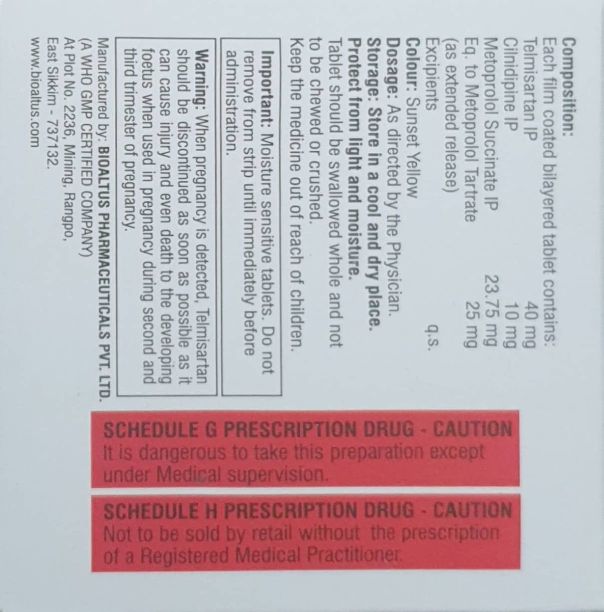 Composition:
Each film coated bilayered tablet contains:
Telmisartan IP 40 mg
Cilnidipine IP 10 mg
Metoprolol Succinate IP 23.75 mg
Eq. to Metoprolol Tartrate 25 mg
(as extended release)
Excipients q.s.
Colour: Sunset Yellow
Dosage: As directed by the Physician.
Storage: Store in a cool and dry place.
Protect from light and moisture.
Tablet should be swallowed whole and not
to be chewed or crushed.
Keep the medicine out of reach of children.
Important: Moisture sensitive tablets. Do not
remove from strip until immediately before
administration.
Warning: When pregnancy is detected, Telmisartan
should be discontinued as soon as possible as it
can cause injury and even death to the developing
foetus when used in pregnancy during second and
third trimester of pregnancy.
Manufactured by: BIOALTUS PHARMACEUTICALS PVT. LTD.
(A WHO GMP CERTIFIED COMPANY)
At Plot No. 2236, Mining, Rangpo,
East Sikkim - 737132.
www.bioaltus.com
SCHEDULE G PRESCRIPTION DRUG - CAUTION
It is dangerous to take this preparation except
under Medical supervision.
SCHEDULE H PRESCRIPTION DRUG - CAUTION
Not to be sold by retail without the prescription
of a Registered Medical Practitioner.